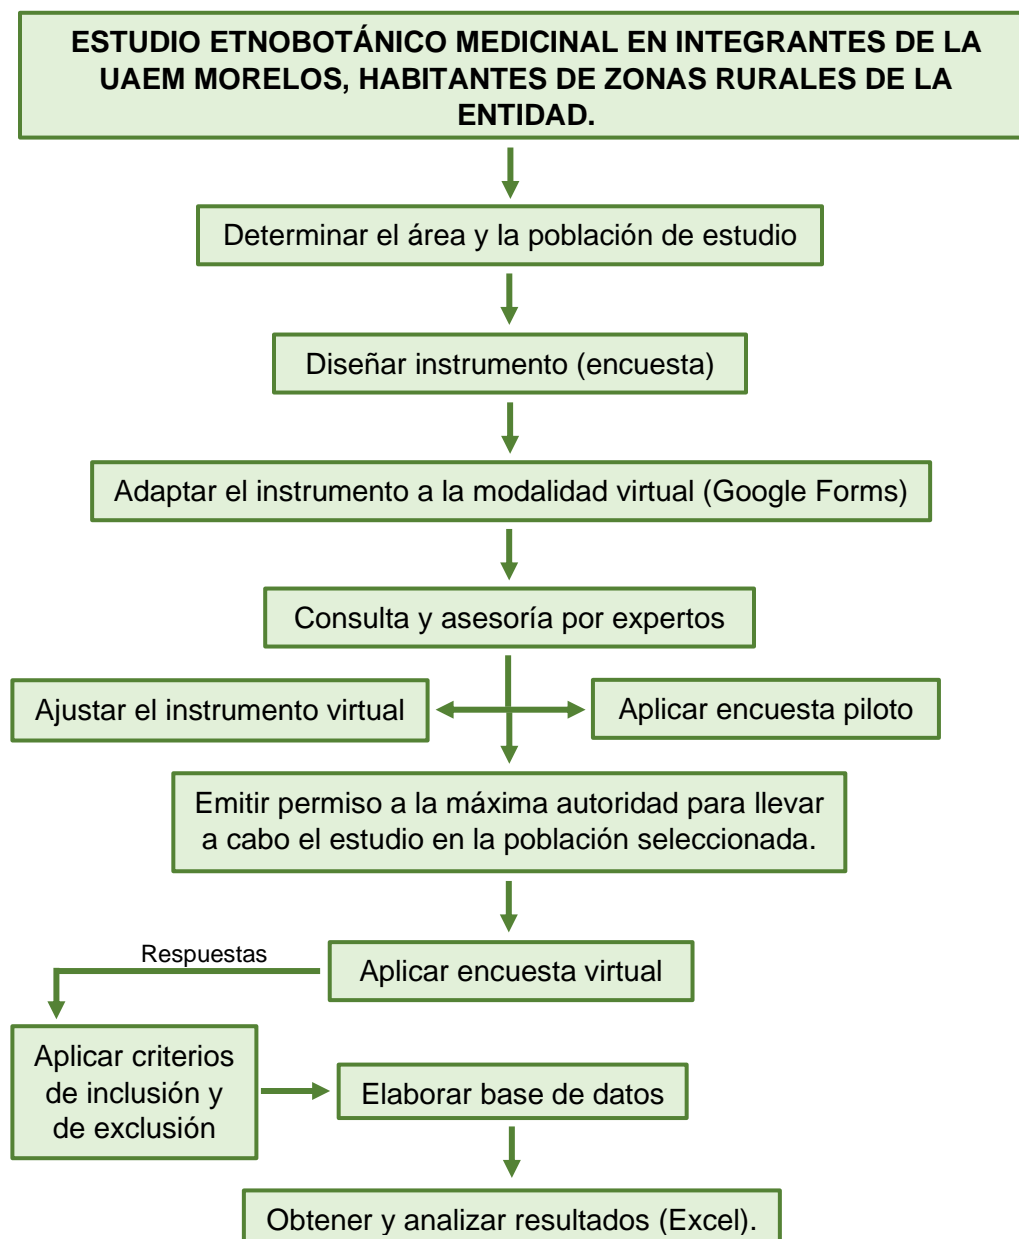 ESTUDIO ETNOBOTÁNICO MEDICINAL EN INTEGRANTES DE LA
UAEM MORELOS, HABITANTES DE ZONAS RURALES DE LA
ENTIDAD.
Determinar el área y la población de estudio
Diseñar instrumento (encuesta)
Adaptar el instrumento a la modalidad virtual (Google Forms)
Consulta y asesoría por expertos
Ajustar el instrumento virtual
Aplicar encuesta piloto
Emitir permiso a la máxima autoridad para llevar
a cabo el estudio en la población seleccionada.
Aplicar encuesta virtual
Respuestas
Aplicar criterios
de inclusión y
de exclusión
Elaborar base de datos
Obtener y analizar resultados (Excel).